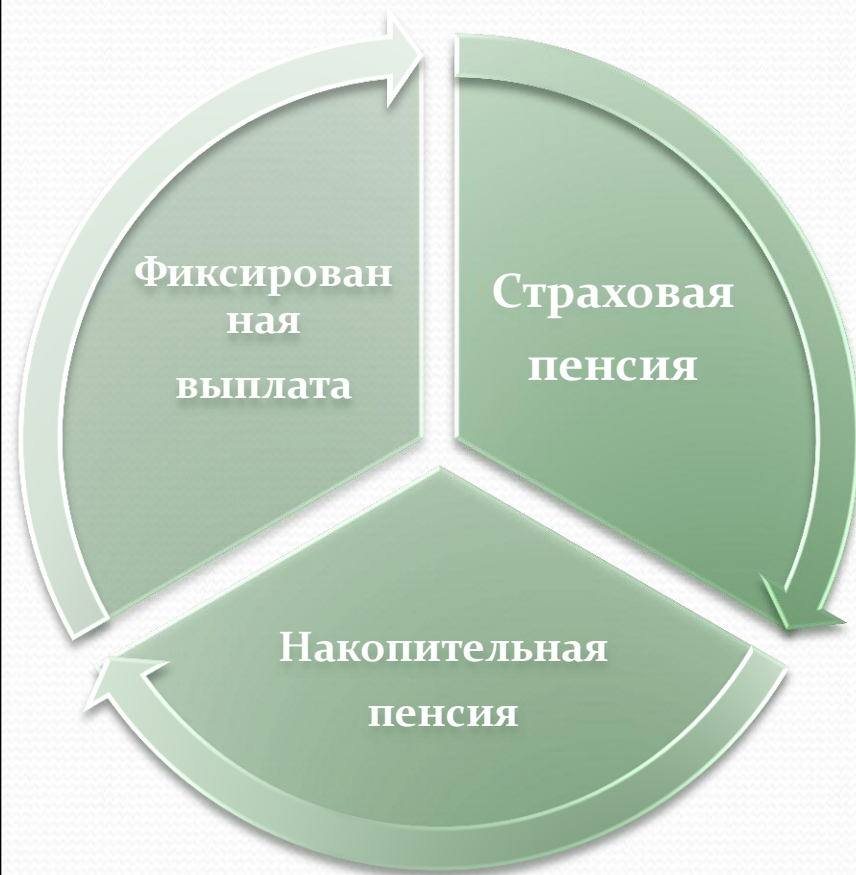 Фиксирован
ная
выплата
Страховая
пенсия
Накопительная
пенсия